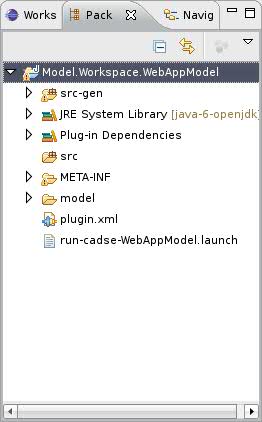 Works Pack Navig
Model.Workspace.WebAppModel
src-gen
JRE System Library [java-6-openjdk]
Plug-in Dependencies
src
META-INF
model
plugin.xml
run-cadse-WebAppModel.launch